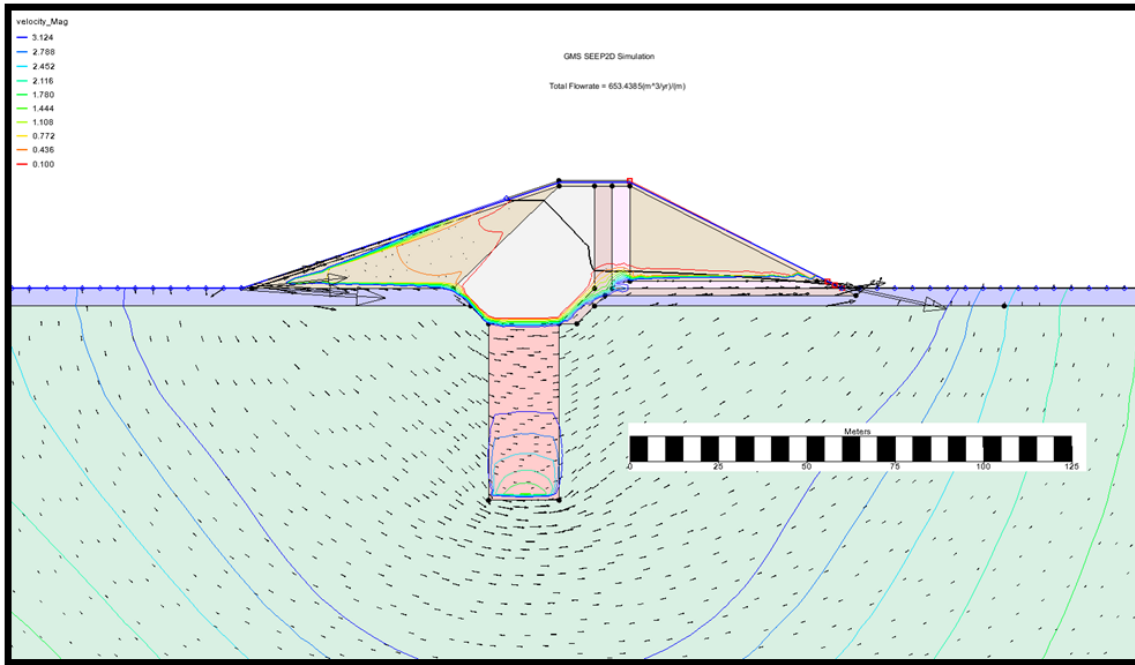 velocity_Mag
3.124
2.788
2.452
2.116
1.780
1.444
1.108
0.772
0.436
0.100
GMS SEEP2D Simulation
Total Flowrate = 653.4385(m^3/yr)/(m)
Meters
0 25 50 75 100 125